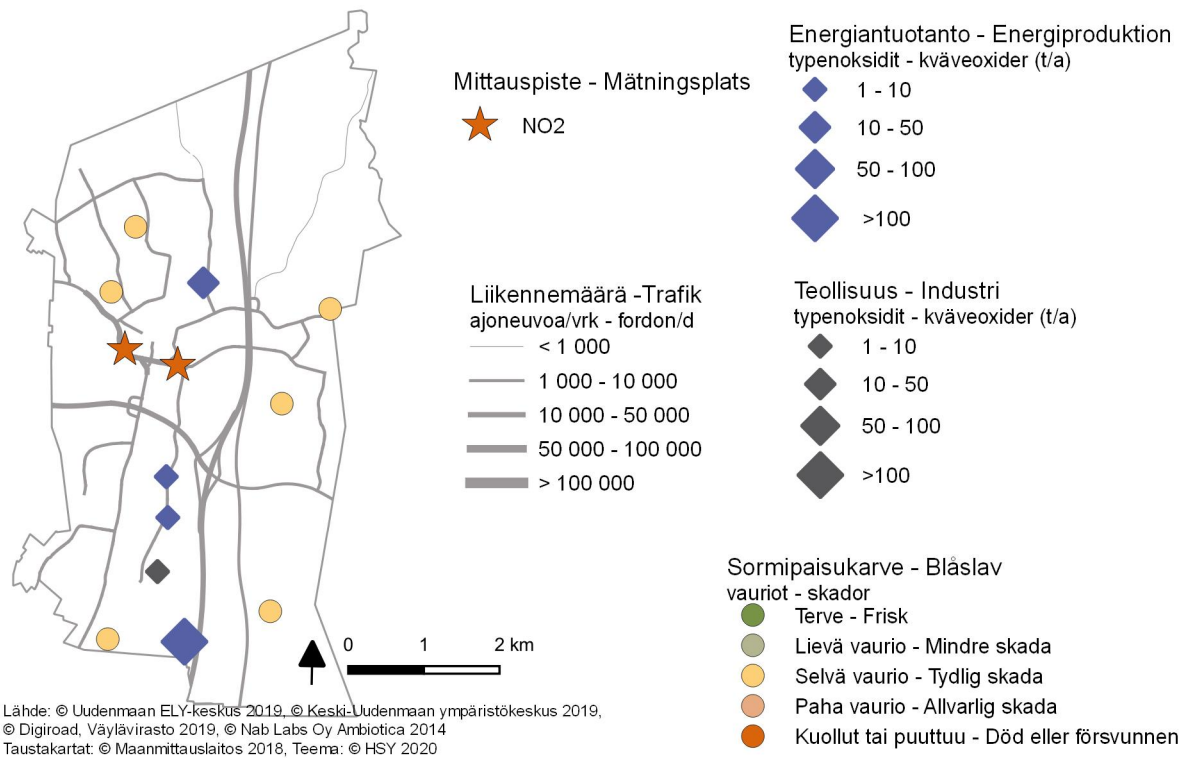 Mittauspiste - Mätningsplats
NO2
Energiantuotanto - Energiproduktion
typenoksidit - kväveoxider (t/a)
1 - 10
10 - 50
50 - 100
>100
Liikennemäärä -Trafik
ajoneuvoa/vrk - fordon/d
< 1 000
1 000 - 10 000
10 000 - 50 000
50 000 - 100 000
> 100 000
Teollisuus - Industri
typenoksidit - kväveoxider (t/a)
1 - 10
10 - 50
50 - 100
>100
Sormipaisukarve - Blåslav
vauriot - skador
Terve - Frisk
Lievä vaurio - Mindre skada
Selvä vaurio - Tydlig skada
Paha vaurio - Allvarlig skada
Kuollut tai puuttuu - Död eller försvunnen
0 1 2 km
Lähde: © Uudenmaan ELY-keskus 2019, © Keski-Uudenmaan ympäristökeskus 2019,
© Digiroad, Väylävirasto 2019, © Nab Labs Oy Ambiotica 2014
Taustakartat: © Maanmittauslaitos 2018, Teema: © HSY 2020